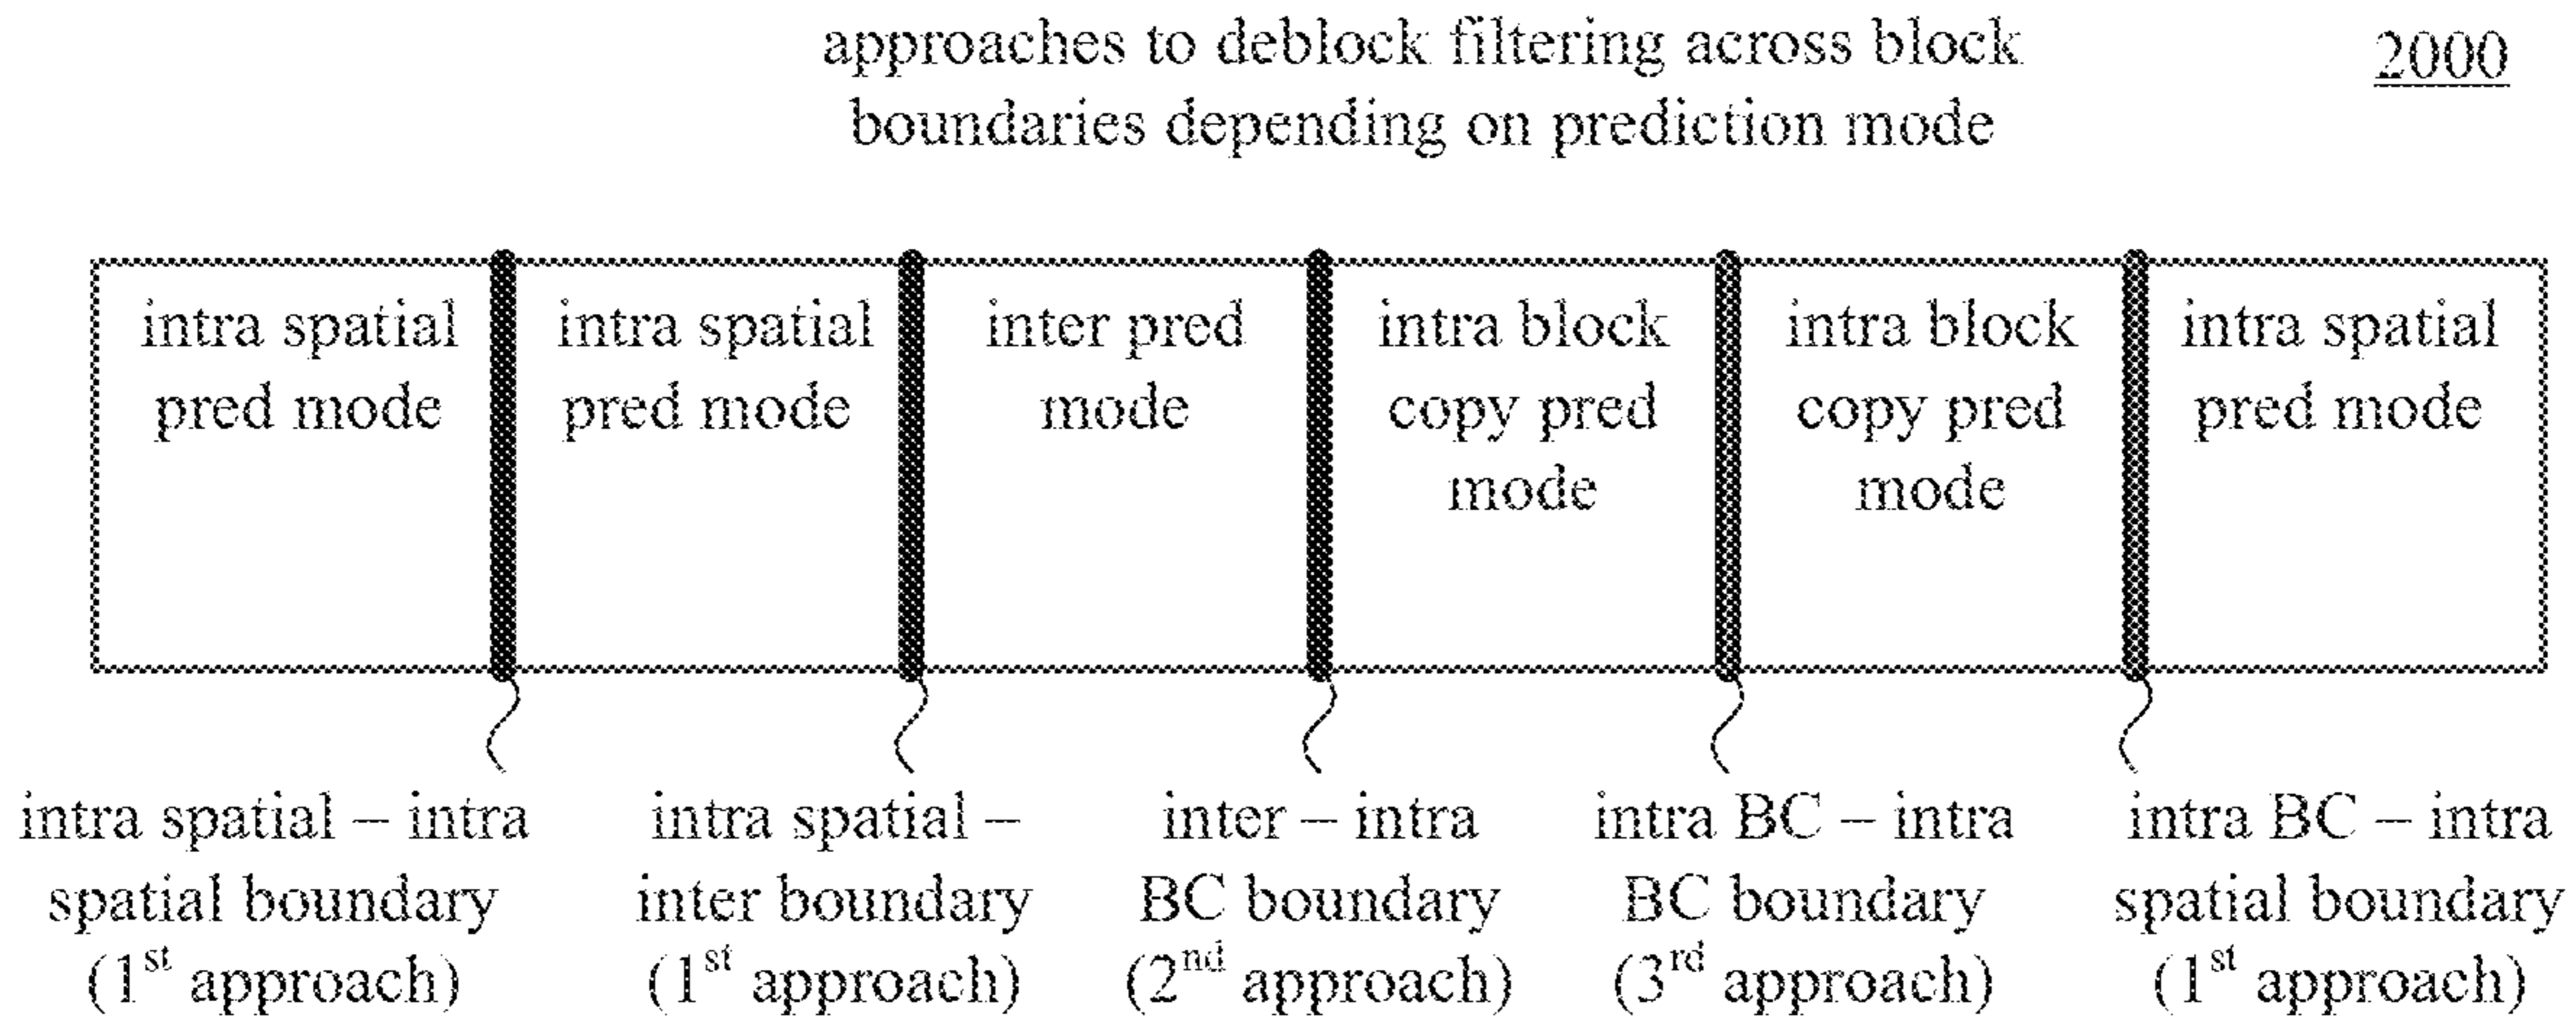 approaches to deblock filtering across block
boundaries depending on prediction mode
2000
intra spatial
pred mode
intra spatial
pred mode
inter pred
mode
intra block
copy pred
mode
intra block
copy pred
mode
intra spatial
pred mode
intra spatial – intra
spatial boundary
(1st approach)
intra spatial –
inter boundary
(1st approach)
inter – intra
BC boundary
(2nd approach)
intra BC – intra
BC boundary
(3rd approach)
intra BC – intra
spatial boundary
(1st approach)